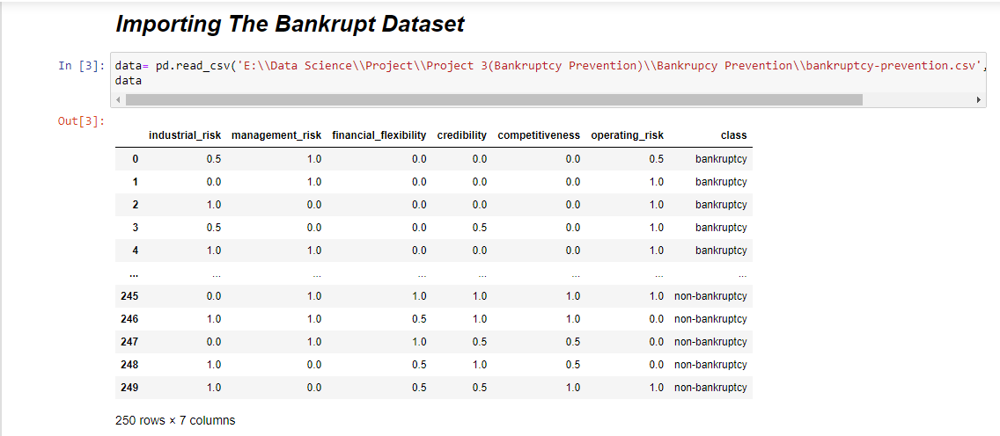 Importing The Bankrupt Dataset
In [3]: data= pd.read_csv('E:\\Data Science\\Project\\Project 3(Bankruptcy Prevention)\\Bankrupcy Prevention\\bankruptcy-prevention.csv',
data
Out[3]:
industrial_risk management_risk financial_flexibility credibility competitiveness operating_risk class
0 0.5 1.0 0.0 0.0 0.0 0.5 bankruptcy
1 0.0 1.0 0.0 0.0 0.0 1.0 bankruptcy
2 1.0 0.0 0.0 0.0 0.0 1.0 bankruptcy
3 0.5 0.0 0.0 0.5 0.0 1.0 bankruptcy
4 1.0 1.0 0.0 0.0 0.0 1.0 bankruptcy
... ... ... ... ... ... ... ...
245 0.0 1.0 1.0 1.0 1.0 1.0 non-bankruptcy
246 1.0 1.0 0.5 1.0 1.0 0.0 non-bankruptcy
247 0.0 1.0 1.0 0.5 0.5 0.0 non-bankruptcy
248 1.0 0.0 0.5 1.0 0.5 0.0 non-bankruptcy
249 1.0 0.0 0.5 0.5 1.0 1.0 non-bankruptcy
250 rows × 7 columns